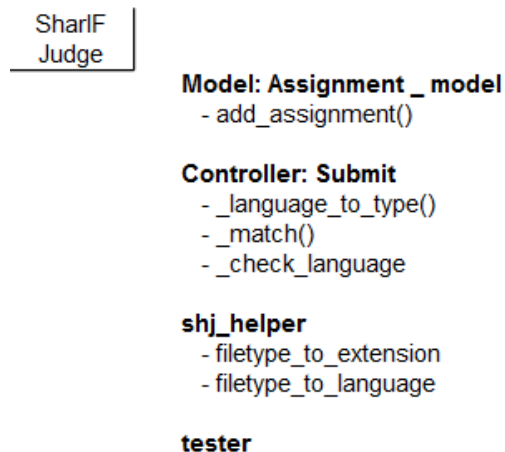 SharIF
Judge
Model: Assignment _ model
- add_assignment()
Controller: Submit
- _language_to_type()
- _match()
- _check_language
shj_helper
- filetype_to_extension
- filetype_to_language
tester